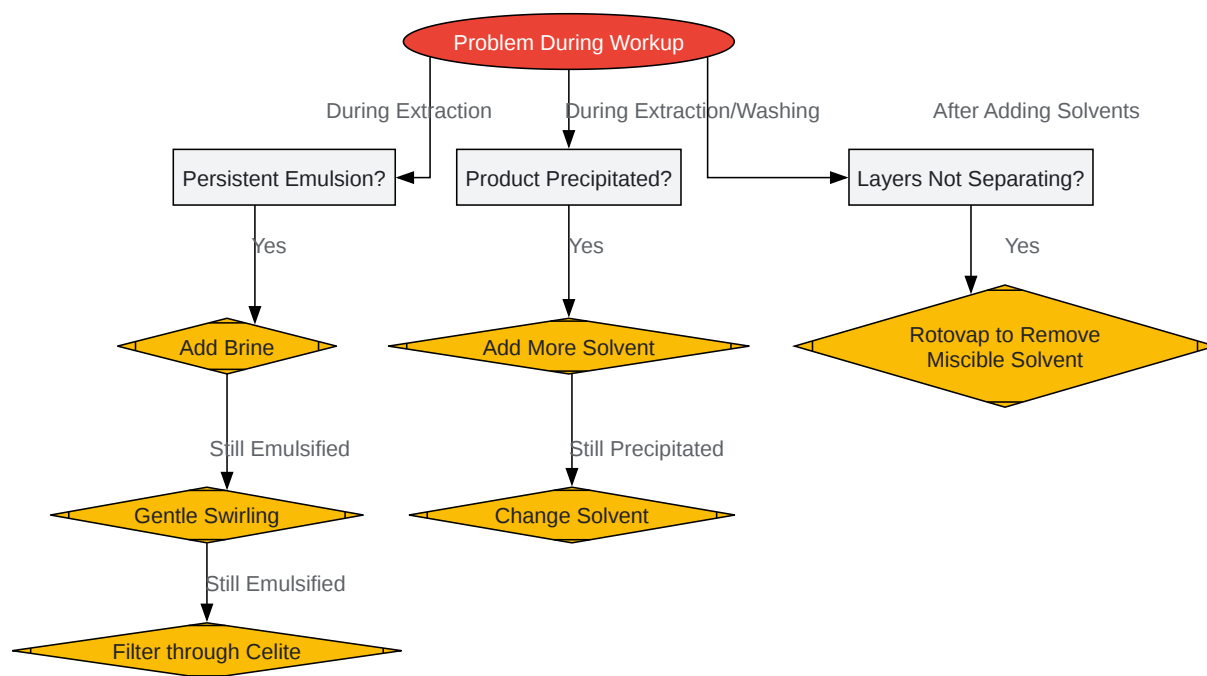 Problem During Workup
During Extraction
During Extraction/Washing
After Adding Solvents
Persistent Emulsion?
Product Precipitated?
Layers Not Separating?
Yes
Yes
Yes
Add Brine
Add More Solvent
Rotovap to Remove
Miscible Solvent
Still Emulsified
Still Precipitated
Gentle Swirling
Change Solvent
Still Emulsified
Filter through Celite